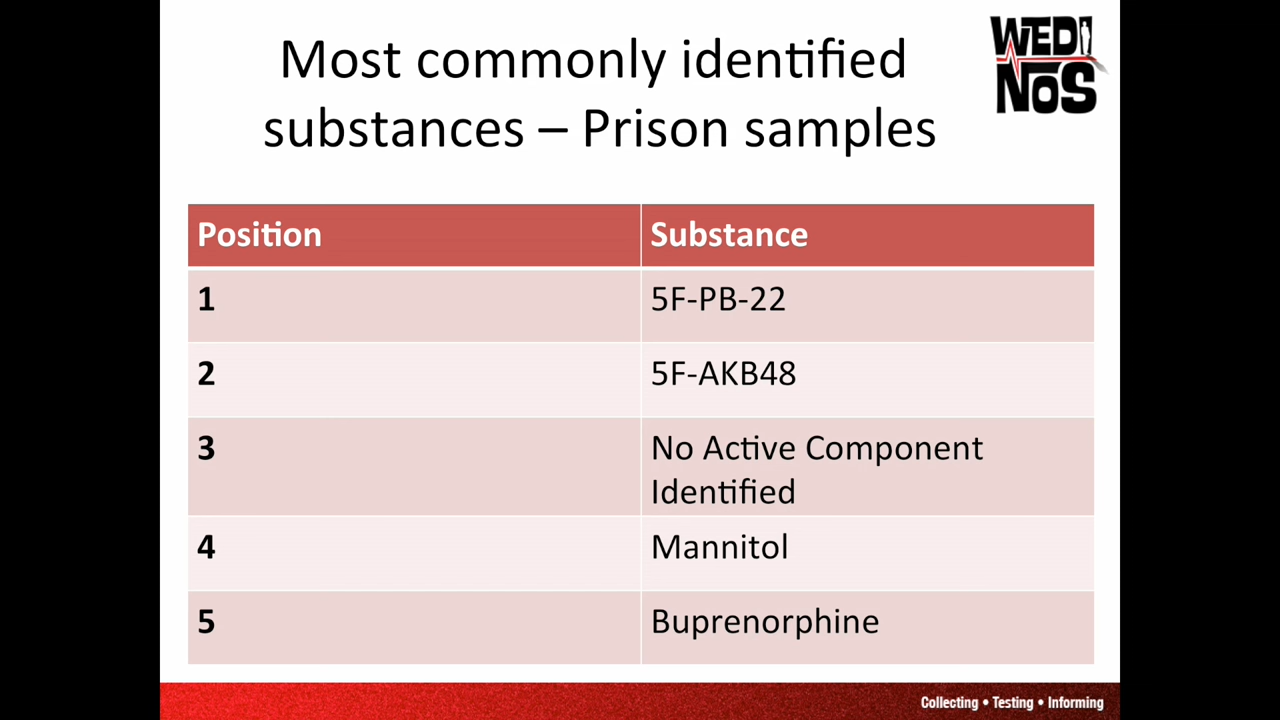 Most commonly identified
substances – Prison samples
WEDI
NOS
Position Substance
1 5F-PB-22
2 5F-AKB48
3 No Active Component
Identified
4 Mannitol
5 Buprenorphine
Collecting • Testing • Informing